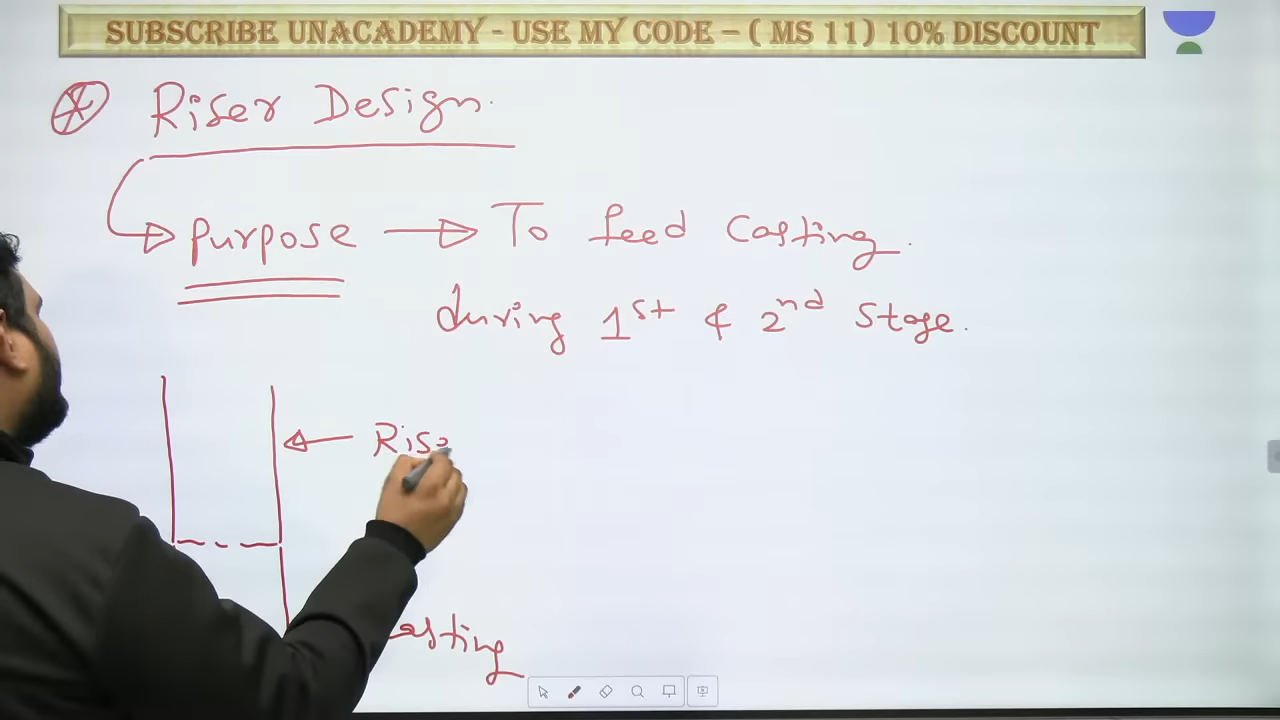 SUBSCRIBE UNACADEMY - USE MY CODE - ( MS 11) 10% DISCOUNT
Riser Design.
Purpose → To feed Casting.
during 1st & 2nd Stage.
← Rise
asting